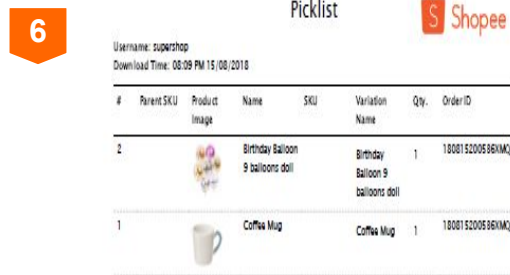 6
Picklist
S Shopee
Username: supershop
Download Time: 08:09 PM 15/08/2018
# Parent SKU Product Image Name SKU Variation Name Qty. Order ID
2 Birthday Balloon 9 balloons doll Birthday Balloon 9 balloons doll 1 180815200586XMQ
1 Coffee Mug Coffee Mug 1 180815200586XMQ